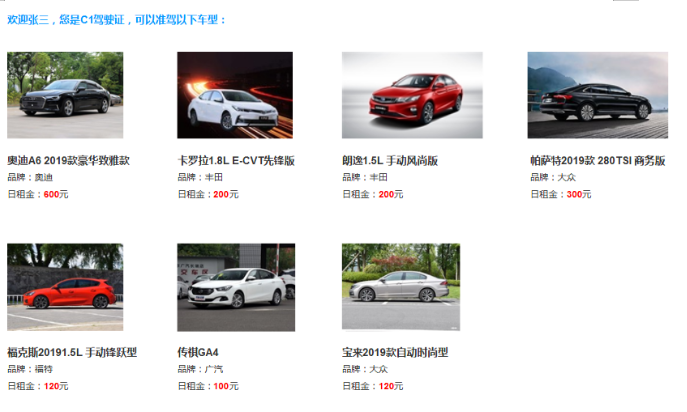 欢迎张三，您是C1驾驶证，可以准驾以下车型：
奥迪A6 2019款豪华致雅款
品牌：奥迪
日租金：600元
卡罗拉1.8L E-CVT先锋版
品牌：丰田
日租金：200元
朗逸1.5L 手动风尚版
品牌：丰田
日租金：200元
帕萨特2019款 280TSI 商务版
品牌：大众
日租金：300元
福克斯20191.5L 手动锋跃型
品牌：福特
日租金：120元
传祺GA4
品牌：广汽
日租金：100元
宝来2019款自动时尚型
品牌：大众
日租金：120元